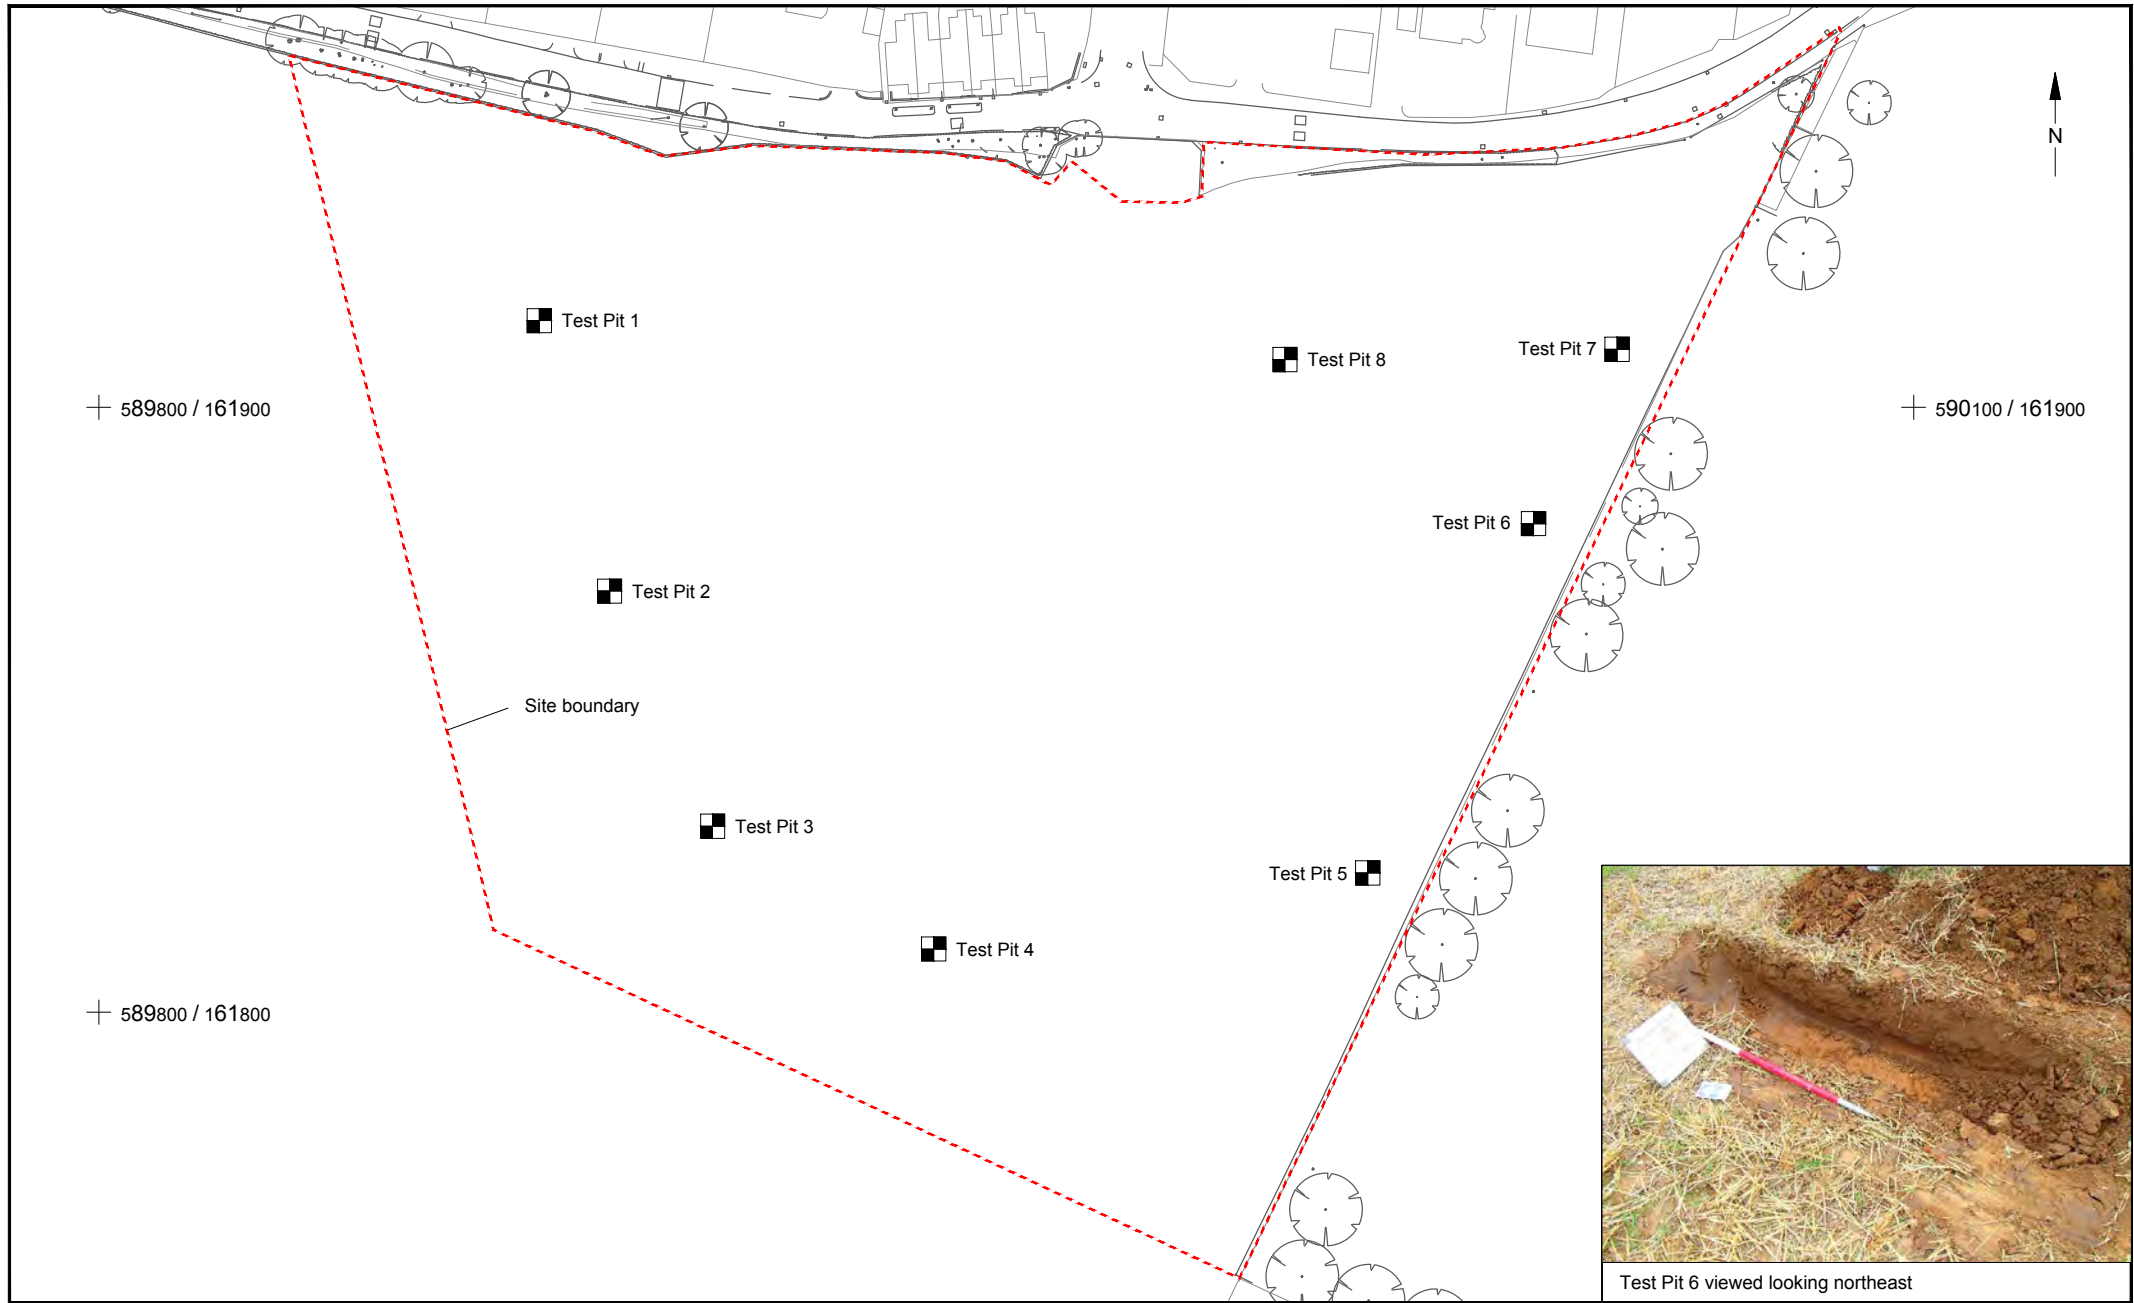 N
Test Pit 1
Test Pit 7
Test Pit 8
589800 / 161900
590100 / 161900
Test Pit 6
Test Pit 2
Site boundary
Test Pit 3
Test Pit 5
Test Pit 4
589800 / 161800
Test Pit 6 viewed looking northeast